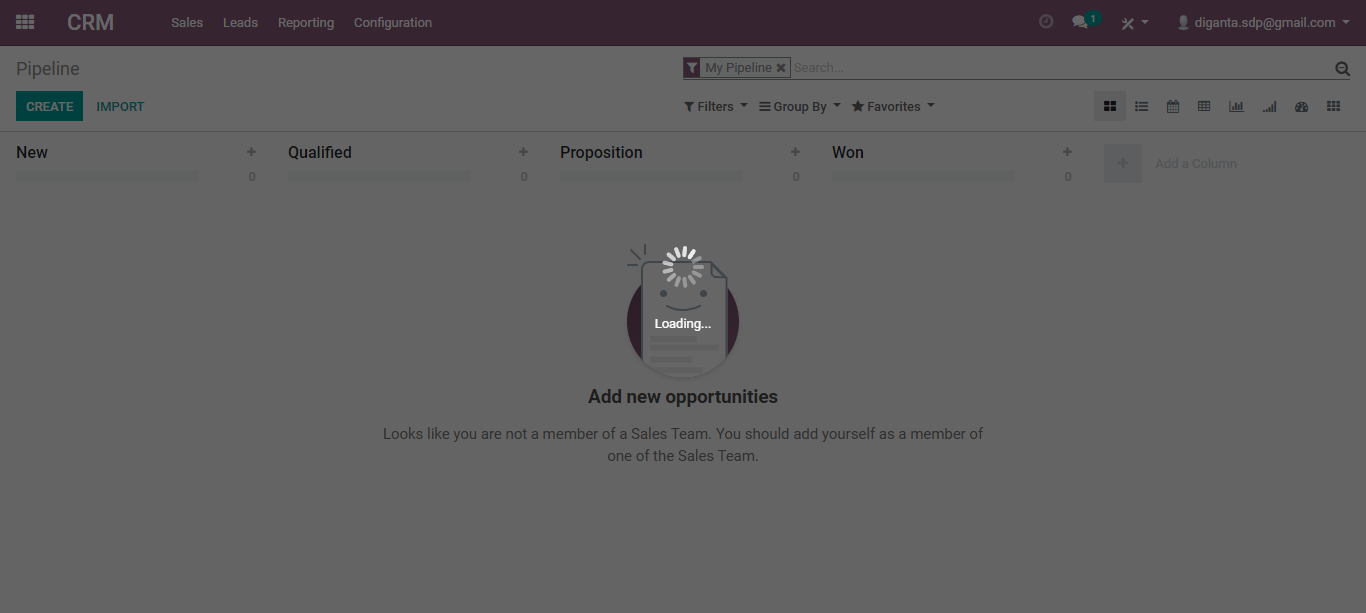 CRM Sales Leads Reporting Configuration 1 diganta.sdp@gmail.com
Pipeline My Pipeline Search...
CREATE IMPORT Filters Group By Favorites
New Qualified Proposition Won
0 0 0 0 Add a Column
Loading...
Add new opportunities
Looks like you are not a member of a Sales Team. You should add yourself as a member of
one of the Sales Team.